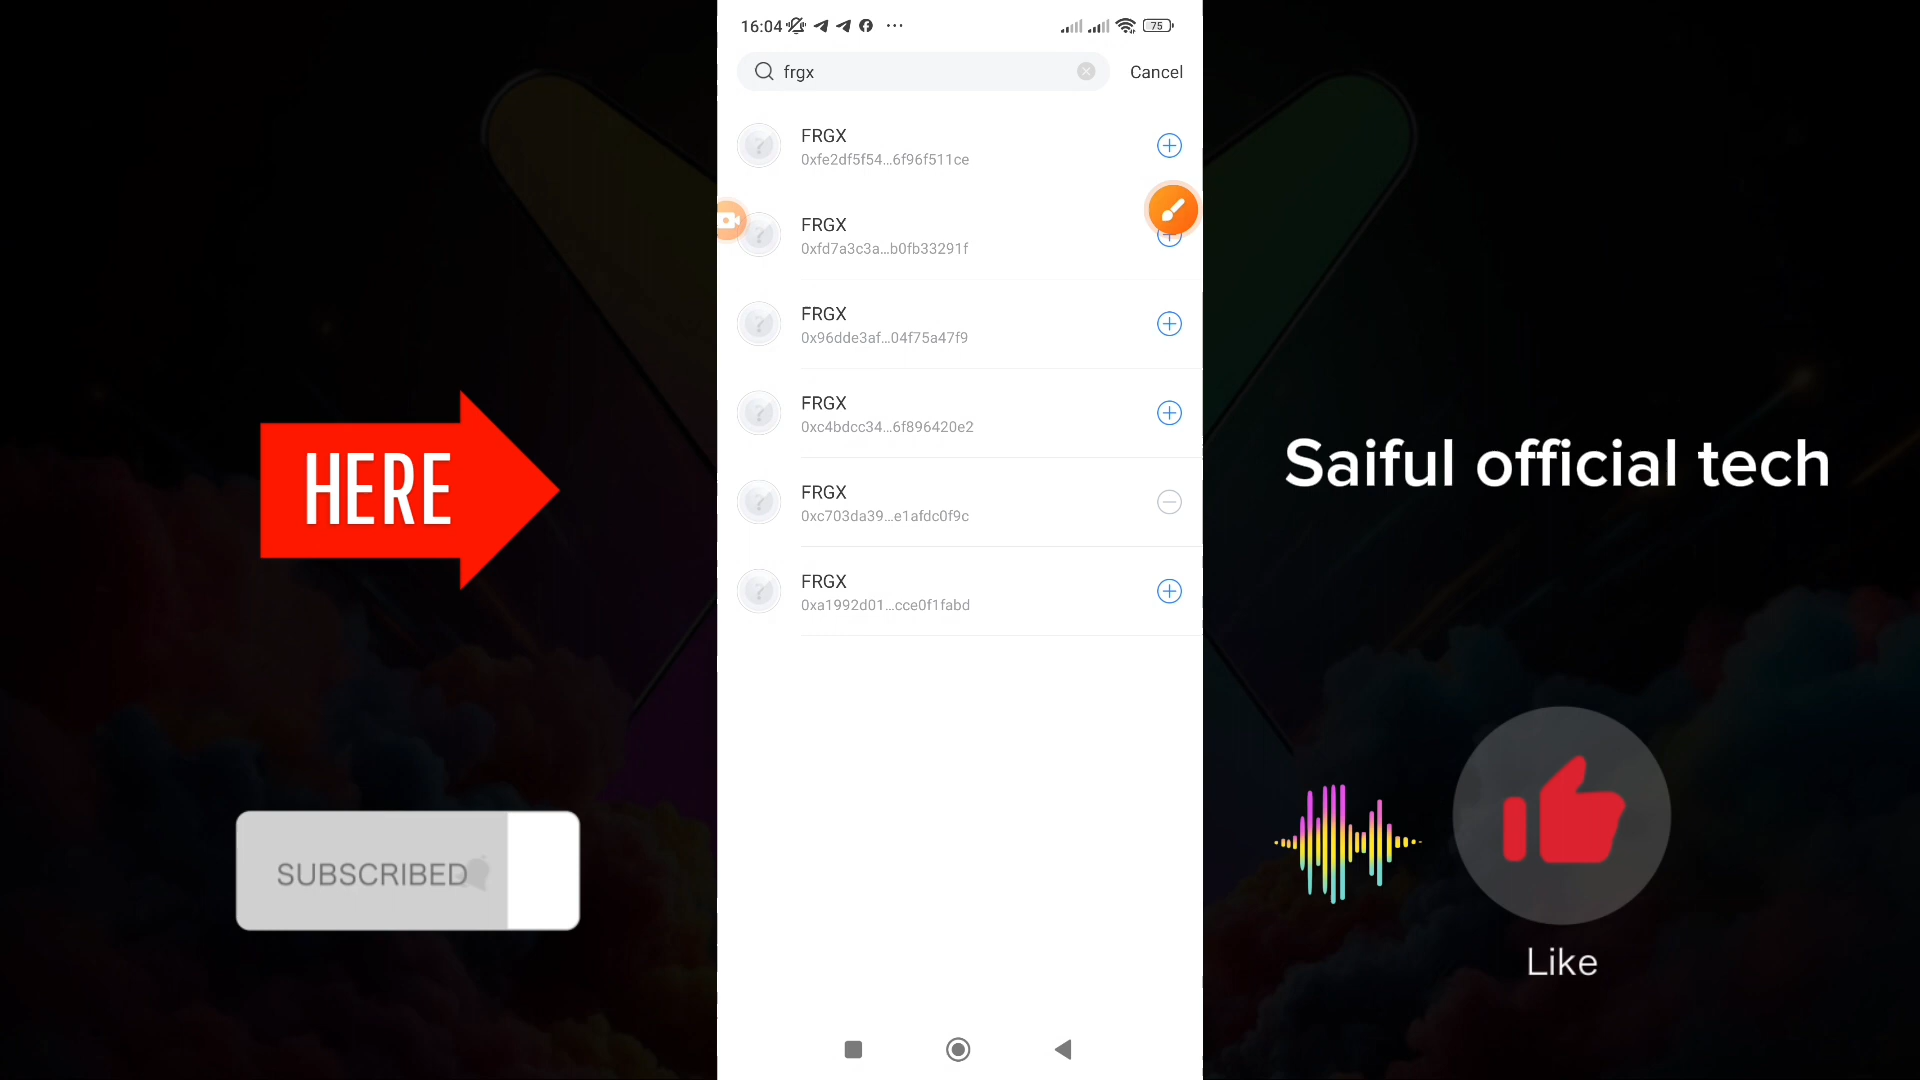 16:04
75
frgx
Cancel
FRGX
0xfe2df5f54...6f96f511ce
FRGX
0xfd7a3c3a...b0fb33291f
FRGX
0x96dde3af...04f75a47f9
FRGX
0xc4bdcc34...6f896420e2
FRGX
0xc703da39...e1afdc0f9c
FRGX
0xa1992d01...cce0f1fabd
HERE
SUBSCRIBED
Saiful official tech
Like